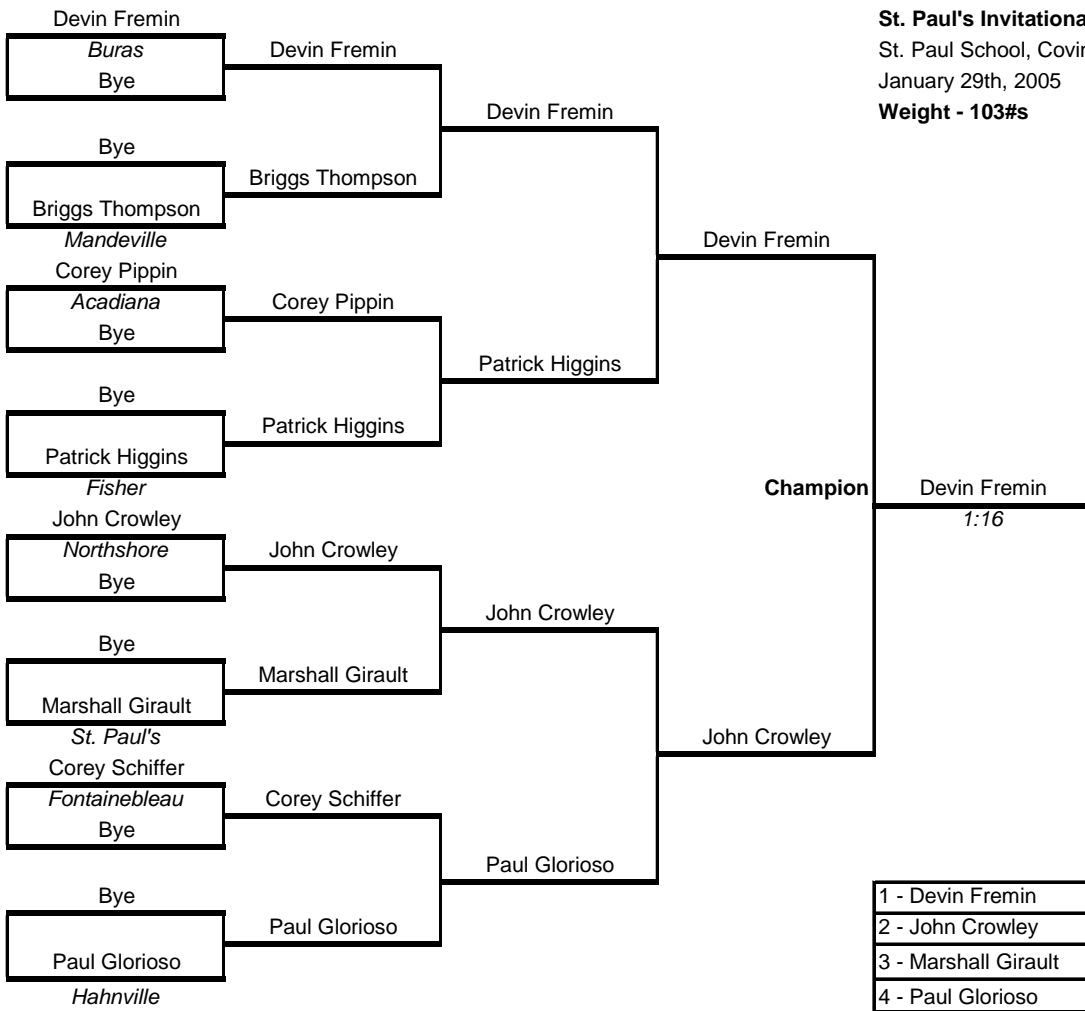 St. Paul's Invitationa
St. Paul School, Covin
January 29th, 2005
Weight - 103#s
Devin Fremin
Buras
Bye
Bye
Briggs Thompson
Mandeville
Corey Pippin
Acadiana
Bye
Bye
Patrick Higgins
Fisher
John Crowley
Northshore
Bye
Bye
Marshall Girault
St. Paul's
Corey Schiffer
Fontainebleau
Bye
Bye
Paul Glorioso
Hahnville
Devin Fremin
Briggs Thompson
Corey Pippin
Patrick Higgins
John Crowley
Marshall Girault
Corey Schiffer
Paul Glorioso
Devin Fremin
Patrick Higgins
John Crowley
Paul Glorioso
Devin Fremin
John Crowley
Champion
Devin Fremin
1:16
1 - Devin Fremin
2 - John Crowley
3 - Marshall Girault
4 - Paul Glorioso